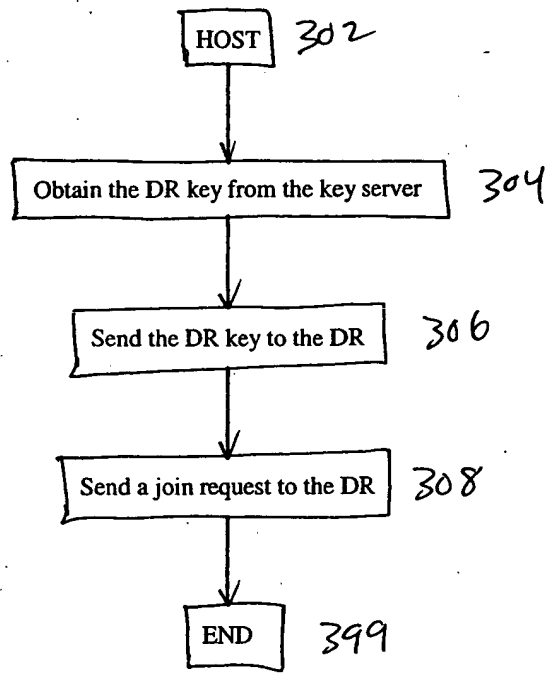 HOST 302
Obtain the DR key from the key server 304
Send the DR key to the DR 306
Send a join request to the DR 308
END 399